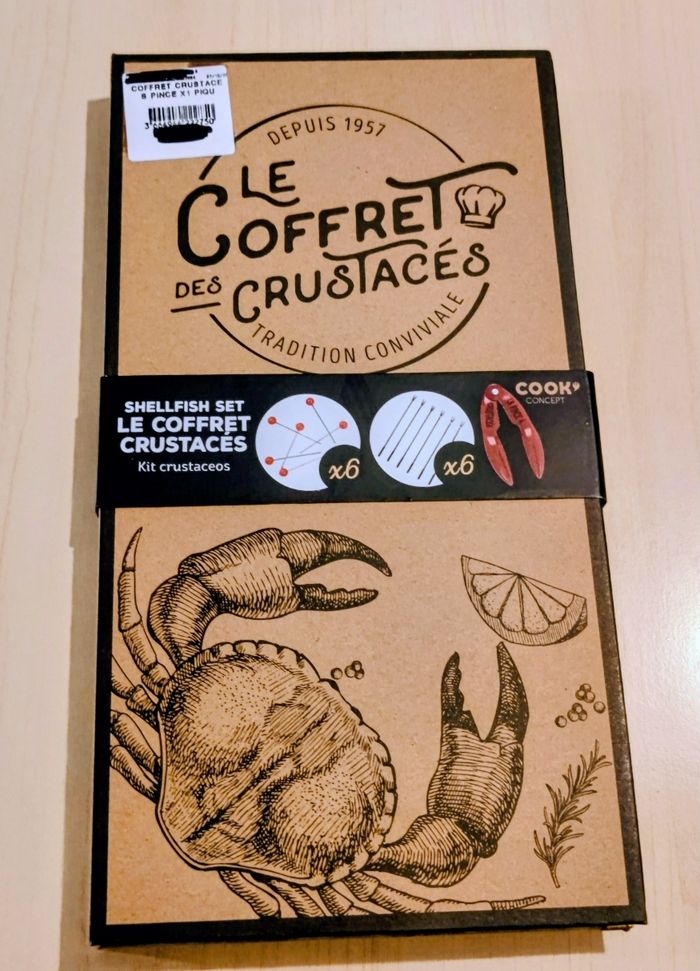 COFFRET CRUSTACE
S PINCE X1 PIQU
DEPUIS 1957
LE
COFFRET
DES CRUSTACÉS
TRADITION CONVIVIALE
SHELLFISH SET
LE COFFRET
CRUSTACÉS
Kit crustaceos
x6
x6
COOK'
CONCEPT